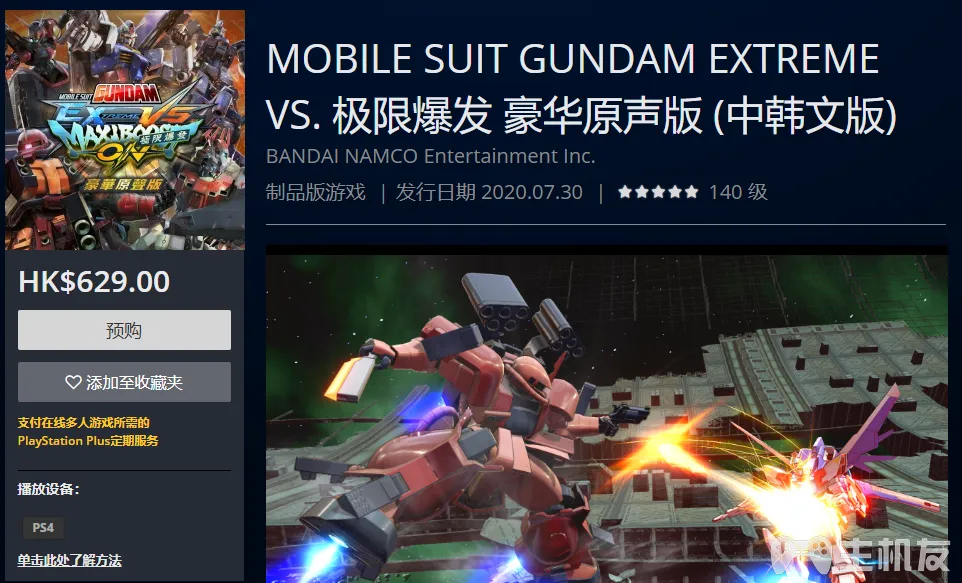 MOBILE SUIT GUNDAM EXTREME
VS. 极限爆发 豪华原声版 (中韩文版)
BANDAI NAMCO Entertainment Inc.
制品版游戏 | 发行日期 2020.07.30 | ★★★★★ 140 级
MOBILE SUIT GUNDAM
EXTREME VS.
MAXIBOOST 極限爆發
ON
豪華原聲版
HK$629.00
预购
♡ 添加至收藏夹
支付在线多人游戏所需的
PlayStation Plus定期服务
播放设备：
PS4
单击此处了解方法
主机友